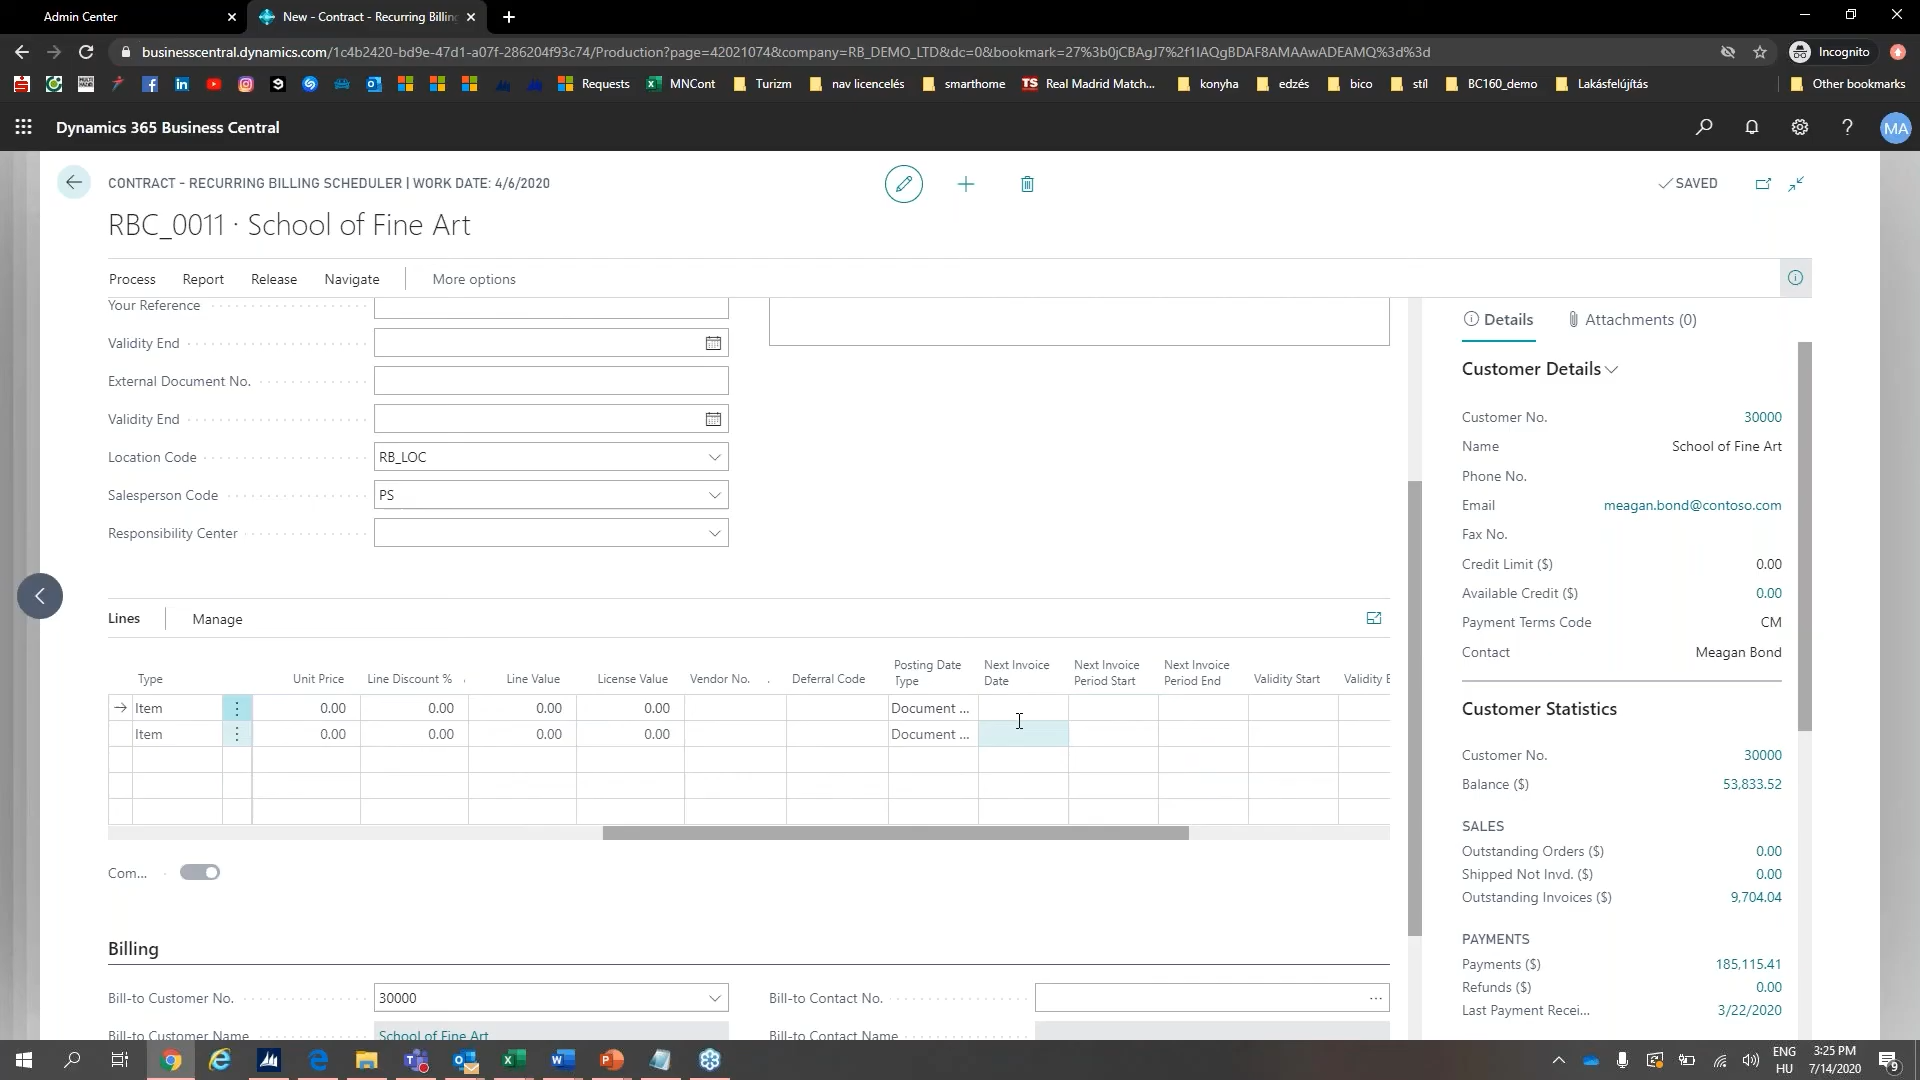 Admin Center
New - Contract - Recurring Billing
businesscentral.dynamics.com/1c4b2420-bd9e-47d1-a07f-286204f93c74/Production?page=42021074&company=RB_DEMO_LTD&dc=0&bookmark=27%3b0jCBAgJ7%2f1IAQgBDAF8AMAAwADEAMQ%3d%3d
Incognito
Requests
MNCont
Turizm
nav licencelés
smarthome
TS Real Madrid Match...
konyha
edzés
bico
stíl
BC160_demo
Lakásfelújítás
Other bookmarks
Dynamics 365 Business Central
MA
CONTRACT - RECURRING BILLING SCHEDULER | WORK DATE: 4/6/2020
SAVED
RBC_0011 · School of Fine Art
Process Report Release Navigate More options
Your Reference
Validity End
External Document No.
Validity End
Location Code RB_LOC
Salesperson Code PS
Responsibility Center
Lines Manage
Type Unit Price Line Discount % Line Value License Value Vendor No. Deferral Code Posting Date Type Next Invoice Date Next Invoice Period Start Next Invoice Period End Validity Start Validity E
Item 0.00 0.00 0.00 0.00 Document ...
Item 0.00 0.00 0.00 0.00 Document ...
Com...
Billing
Bill-to Customer No. 30000
Bill-to Contact No.
Bill-to Customer Name School of Fine Art
Bill-to Contact Name
Details Attachments (0)
Customer Details
Customer No. 30000
Name School of Fine Art
Phone No.
Email meagan.bond@contoso.com
Fax No.
Credit Limit ($) 0.00
Available Credit ($) 0.00
Payment Terms Code CM
Contact Meagan Bond
Customer Statistics
Customer No. 30000
Balance ($) 53,833.52
SALES
Outstanding Orders ($) 0.00
Shipped Not Invd. ($) 0.00
Outstanding Invoices ($) 9,704.04
PAYMENTS
Payments ($) 185,115.41
Refunds ($) 0.00
Last Payment Recei... 3/22/2020
ENG
HU
3:25 PM
7/14/2020
9